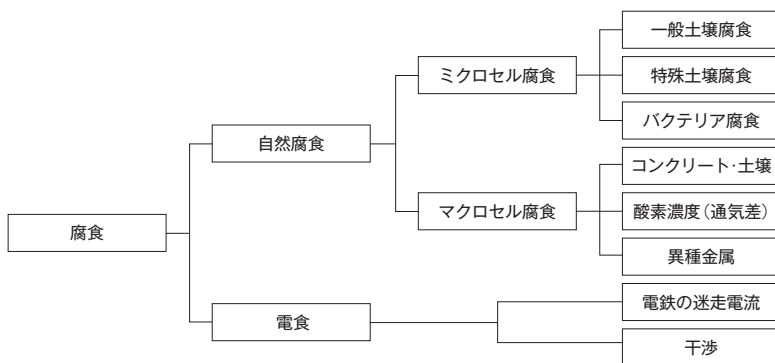 腐食
自然腐食
ミクロセル腐食
一般土壌腐食
特殊土壌腐食
バクテリア腐食
マクロセル腐食
コンクリート・土壌
酸素濃度（通気差）
異種金属
電食
電鉄の迷走電流
干渉